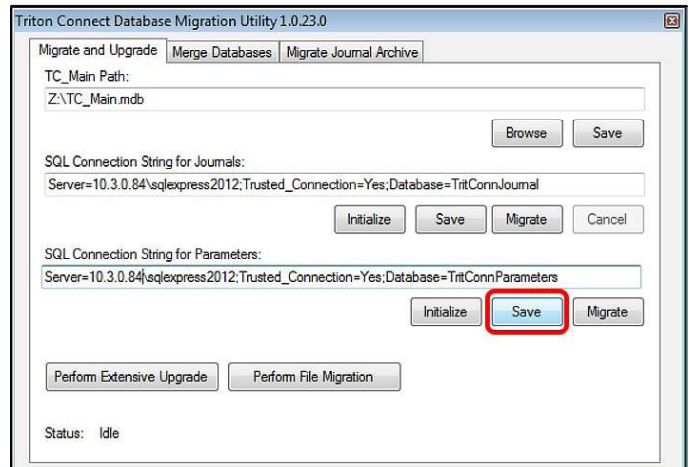 Triton Connect Database Migration Utility 1.0.23.0
Migrate and Upgrade Merge Databases Migrate Journal Archive
TC_Main Path:
Z:\TC_Main.mdb
Browse Save
SQL Connection String for Journals:
Server=10.3.0.84\sqlexpress2012;Trusted_Connection=Yes;Database=TritConnJournal
Initialize Save Migrate Cancel
SQL Connection String for Parameters:
Server=10.3.0.84\sqlexpress2012;Trusted_Connection=Yes;Database=TritConnParameters
Initialize Save Migrate
Perform Extensive Upgrade Perform File Migration
Status: Idle